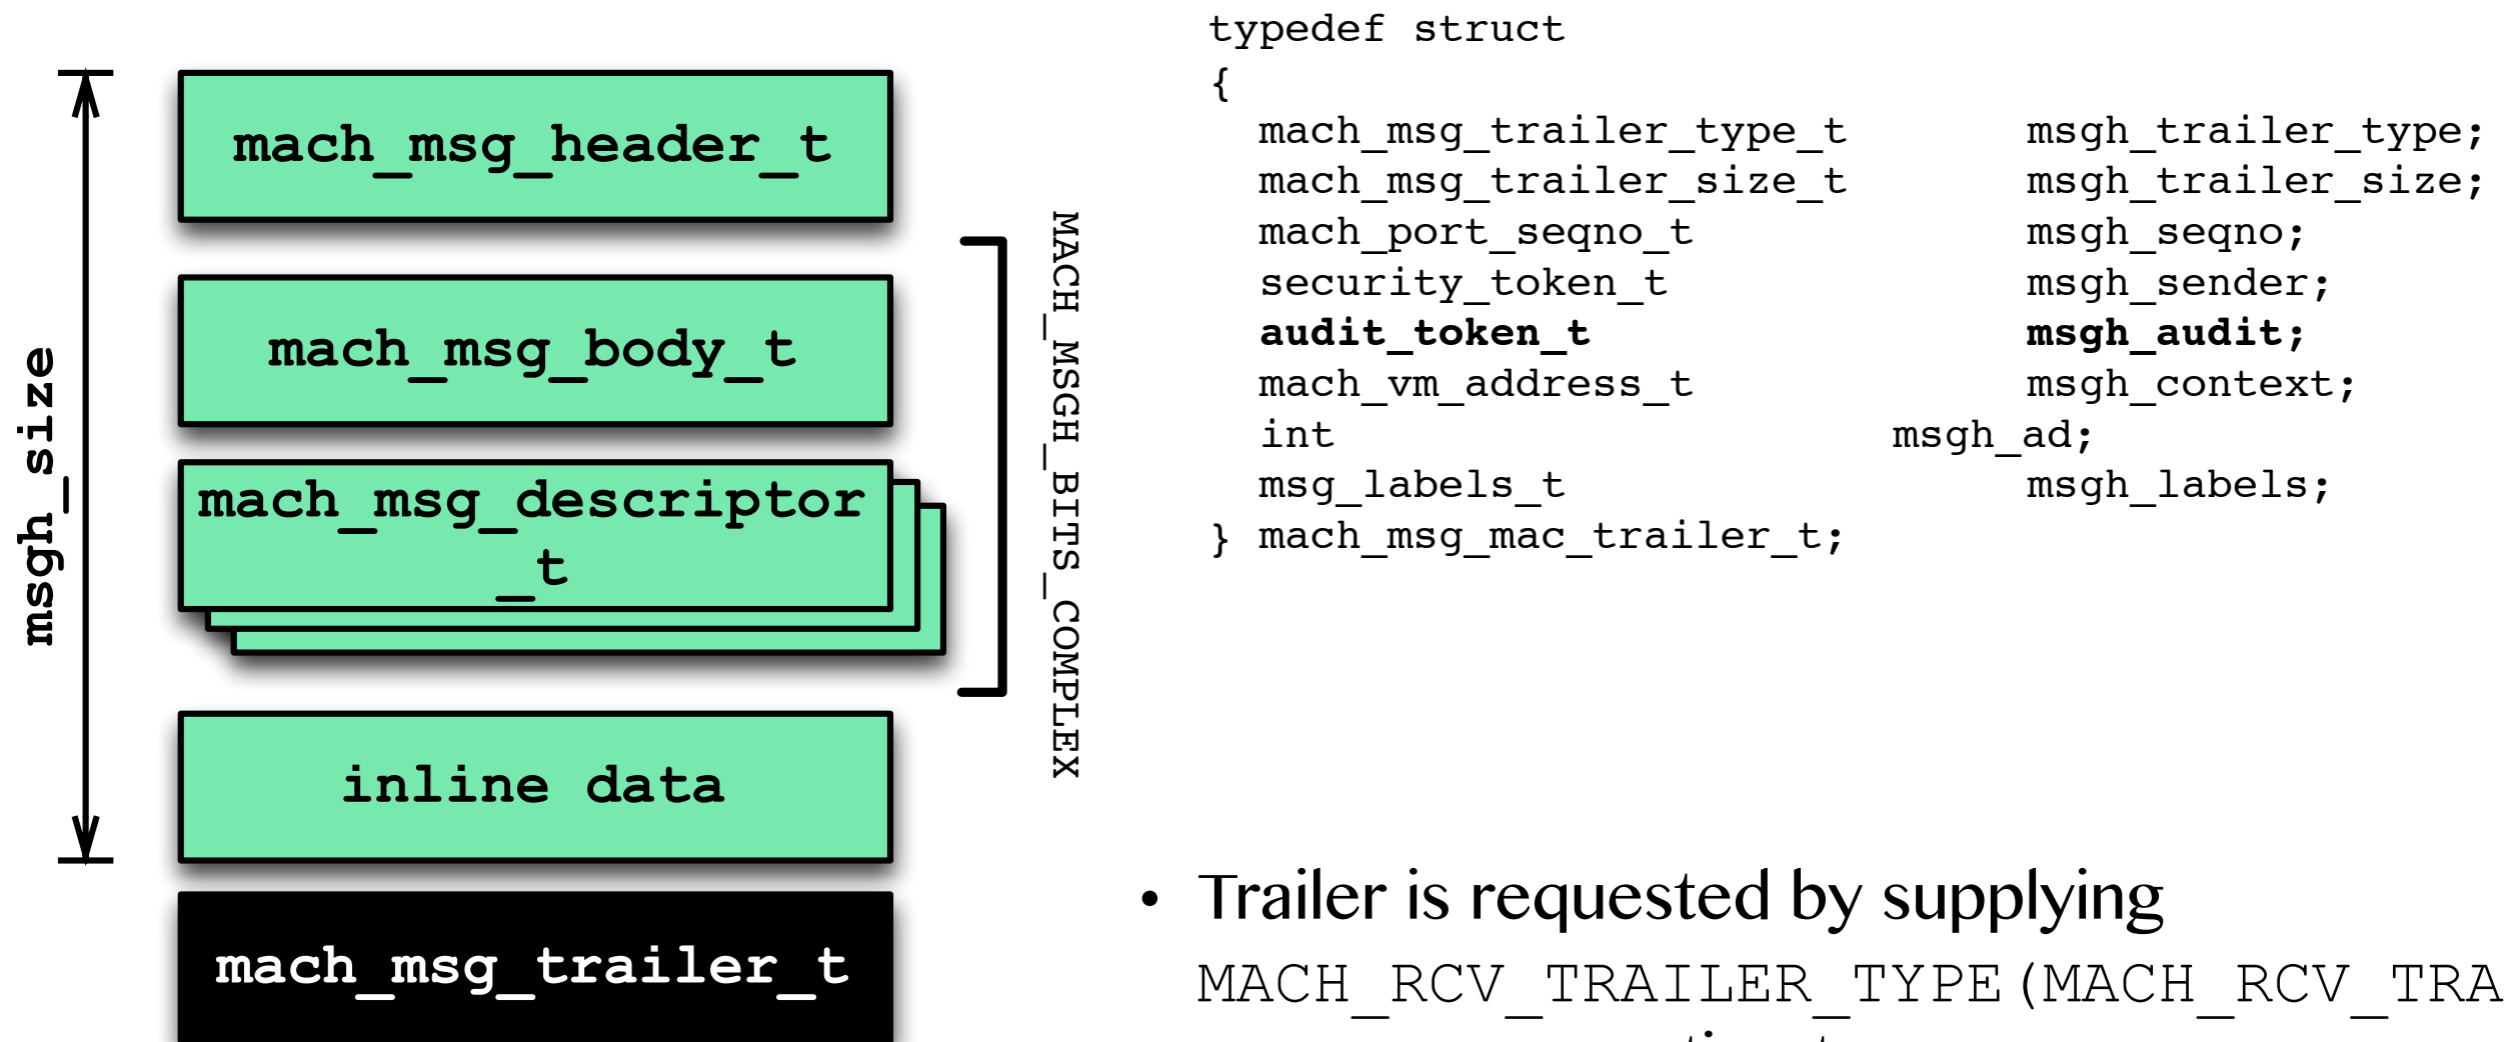 msgh_size
mach_msg_header_t
mach_msg_body_t
mach_msg_descriptor
_t
inline data
mach_msg_trailer_t
MACH_MSGH_BITS_COMPLEX
typedef struct
{
mach_msg_trailer_type_t msgh_trailer_type;
mach_msg_trailer_size_t msgh_trailer_size;
mach_port_seqno_t msgh_seqno;
security_token_t msgh_sender;
audit_token_t msgh_audit;
mach_vm_address_t msgh_context;
int msgh_ad;
msg_labels_t msgh_labels;
} mach_msg_mac_trailer_t;
• Trailer is requested by supplying
MACH_RCV_TRAILER_TYPE(MACH_RCV_TRA